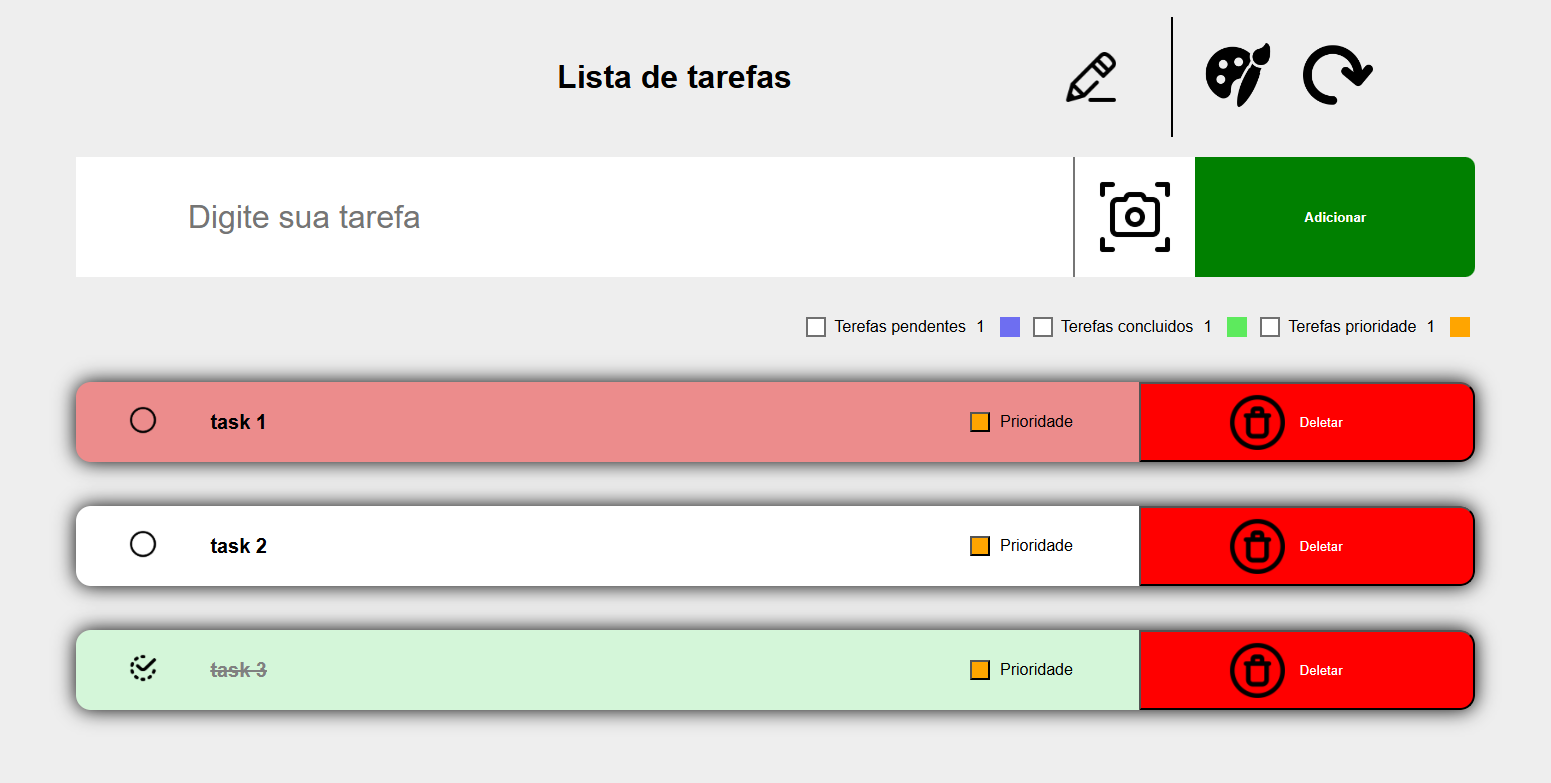 Lista de tarefas
Digite sua tarefa
Adicionar
Terefas pendentes 1 Terefas concluidos 1 Terefas prioridade 1
task 1 Prioridade Deletar
task 2 Prioridade Deletar
task 3 Prioridade Deletar